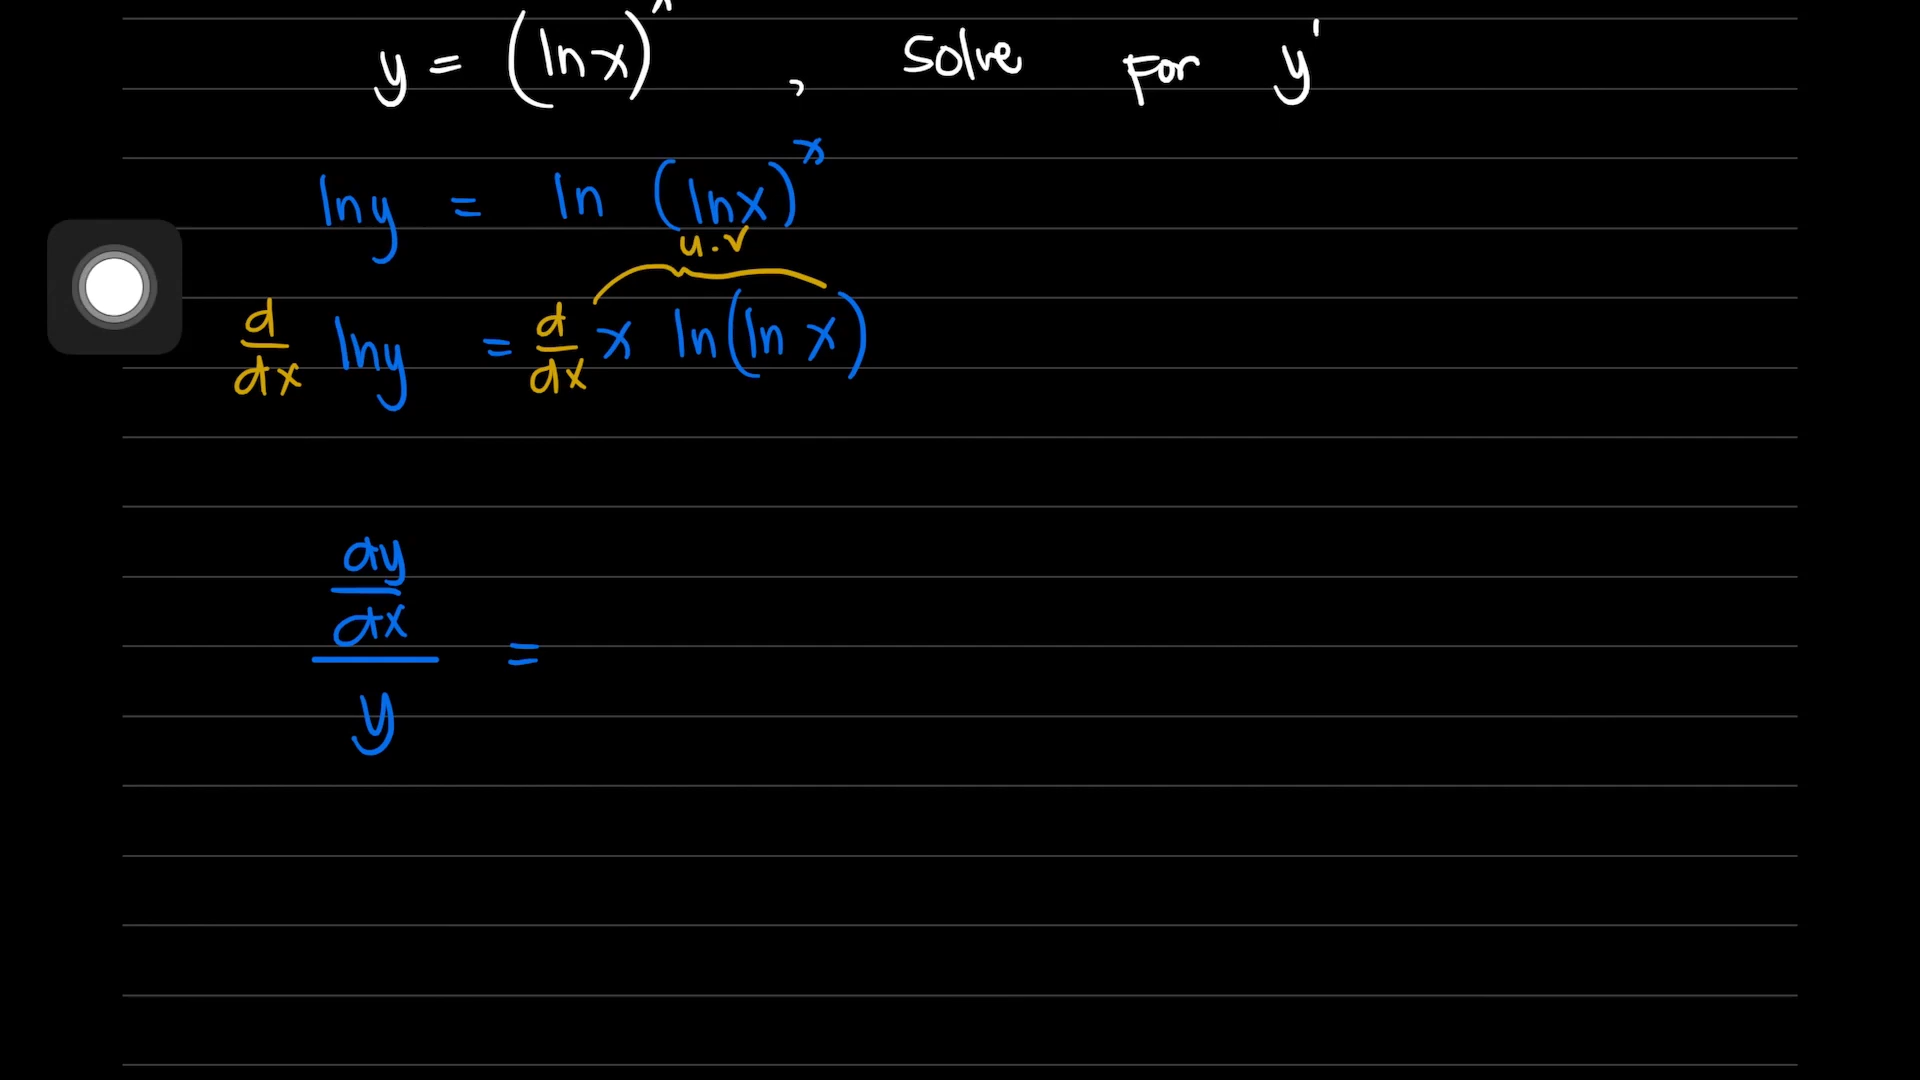 y = (ln x)^x , Solve For y'
ln y = ln (ln x)^x
u . v
d/dx ln y = d/dx x ln(ln x)
dy/dx
/ y =